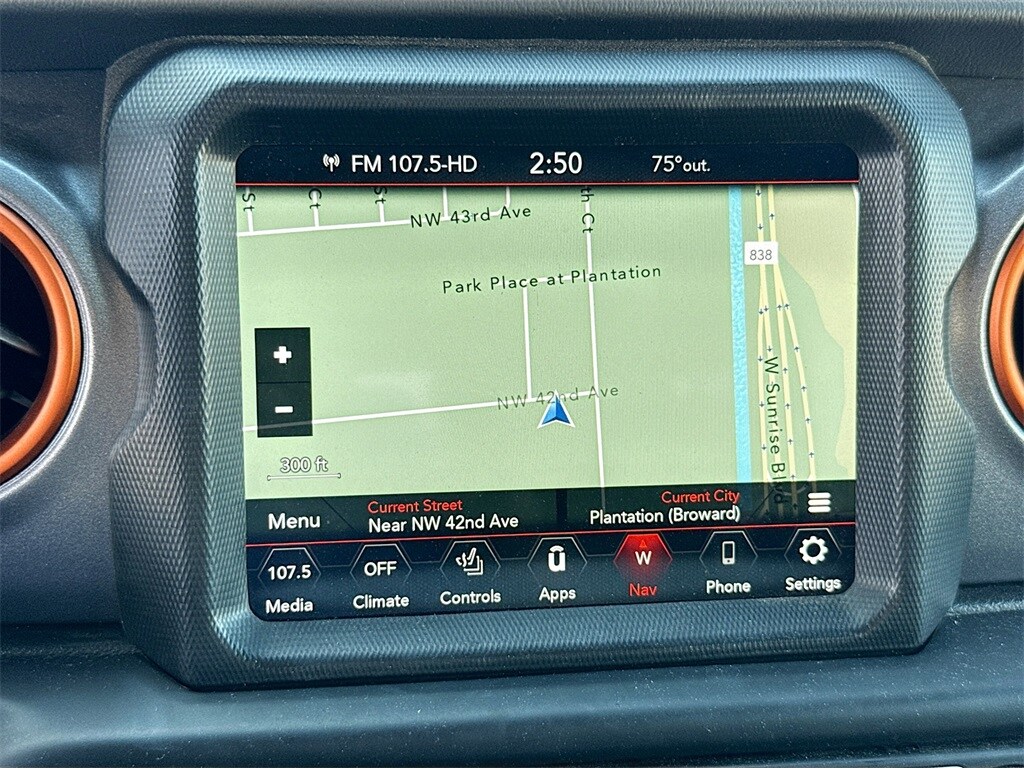 FM 107.5-HD 2:50 75° out.
St
Ct
St
NW 43rd Ave
th Ct
838
Park Place at Plantation
+
NW 42nd Ave
W Sunrise Blvd
−
300 ft
Menu
Current Street
Near NW 42nd Ave
Current City
Plantation (Broward)
107.5
OFF
W
Media
Climate
Controls
Apps
Nav
Phone
Settings